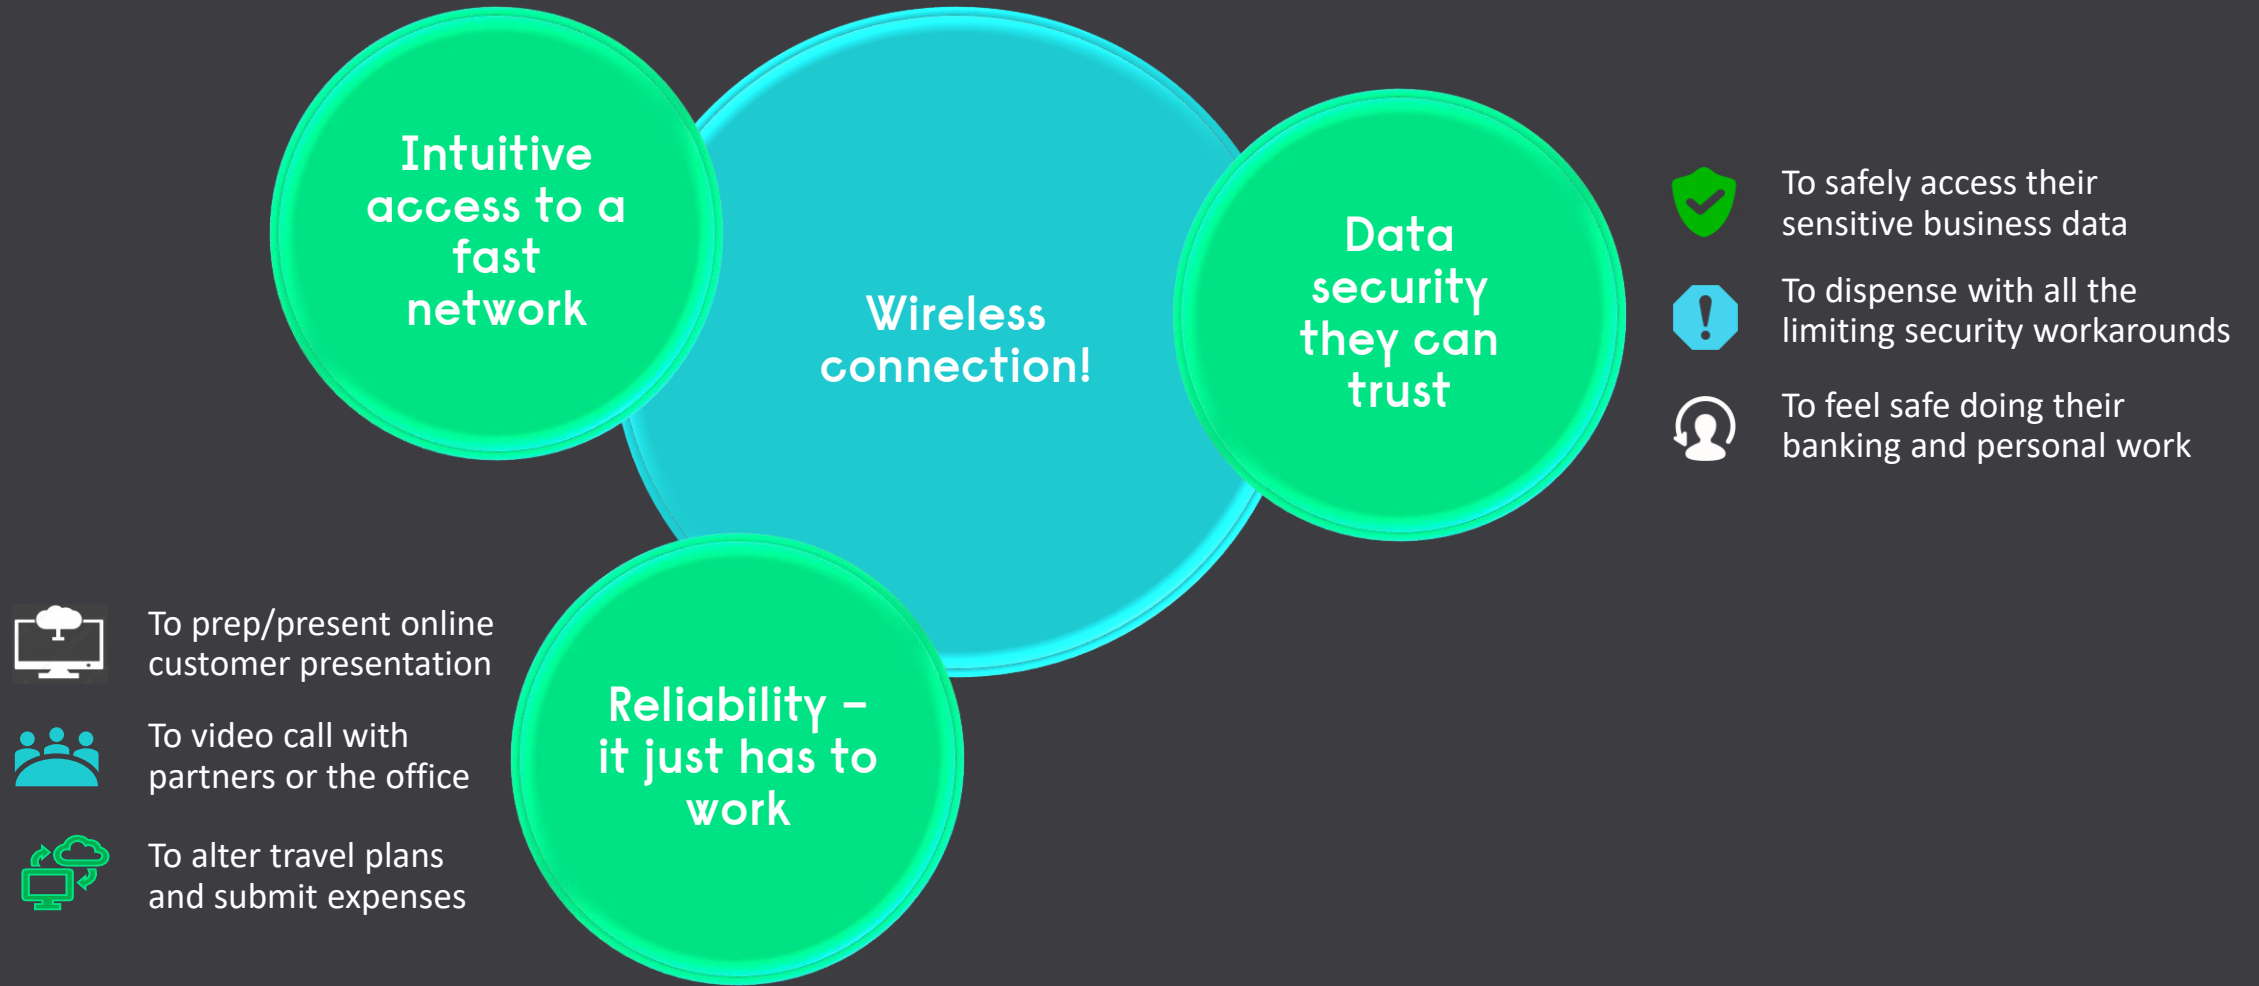 Intuitive
access to a
fast
network
Wireless
connection!
Data
security
they can
trust
To safely access their
sensitive business data
To dispense with all the
limiting security workarounds
To feel safe doing their
banking and personal work
To prep/present online
customer presentation
To video call with
partners or the office
To alter travel plans
and submit expenses
Reliability –
it just has to
work